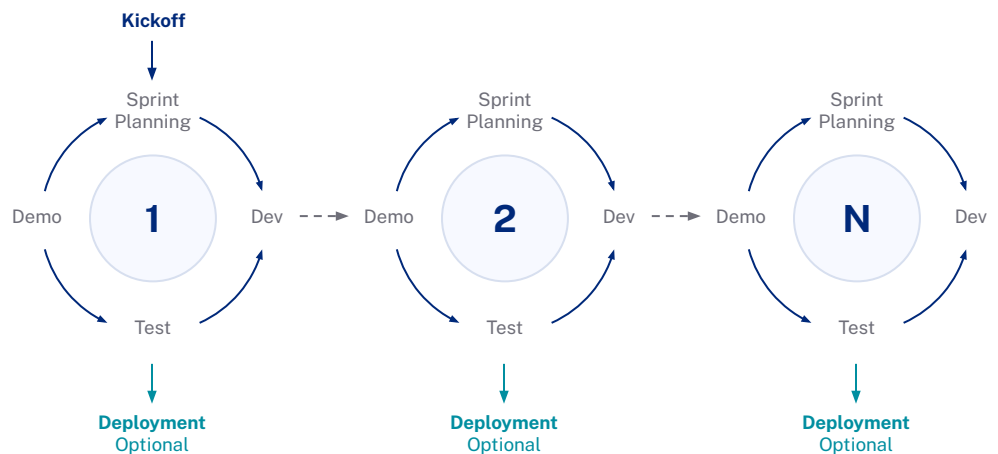 Kickoff
Sprint
Planning
Sprint
Planning
Sprint
Planning
Demo
1
Dev
Demo
2
Dev
Demo
N
Dev
Test
Test
Test
Deployment
Optional
Deployment
Optional
Deployment
Optional